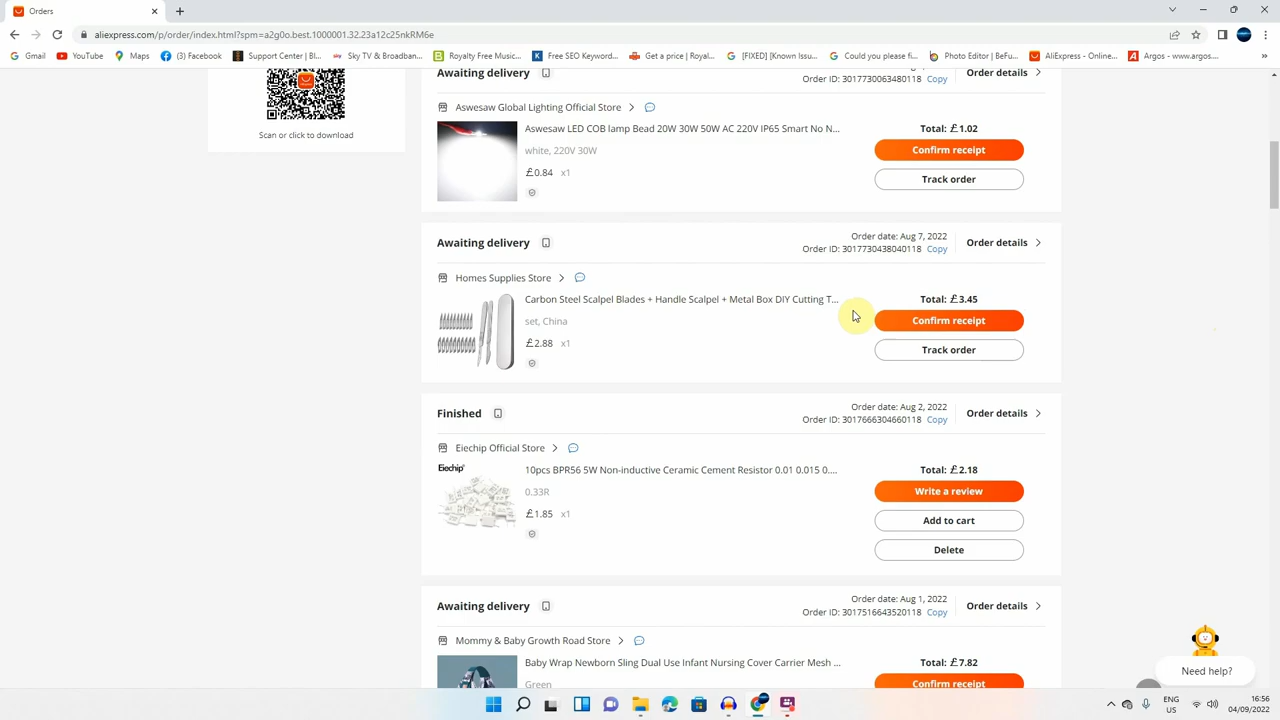 Orders
aliexpress.com/p/order/index.html?spm=a2g0o.best.1000001.32.23a12c25nkRM6e
Gmail
YouTube
Maps
(3) Facebook
Support Center | Bl...
Sky TV & Broadban...
Royalty Free Music...
Free SEO Keyword...
Get a price | Royal...
[FIXED] [Known Issu...
Could you please fi...
Photo Editor | BeFu...
AliExpress - Online...
Argos - www.argos....
Scan or click to download
Awaiting delivery
Order ID: 3017730063480118 Copy
Order details
Aswesaw Global Lighting Official Store
Aswesaw LED COB lamp Bead 20W 30W 50W AC 220V IP65 Smart No N...
white, 220V 30W
£0.84 x1
Total: £1.02
Confirm receipt
Track order
Awaiting delivery
Order date: Aug 7, 2022
Order ID: 3017730438040118 Copy
Order details
Homes Supplies Store
Carbon Steel Scalpel Blades + Handle Scalpel + Metal Box DIY Cutting T...
set, China
£2.88 x1
Total: £3.45
Confirm receipt
Track order
Finished
Order date: Aug 2, 2022
Order ID: 3017666304660118 Copy
Order details
Eiechip Official Store
Eiechip
10pcs BPR56 5W Non-inductive Ceramic Cement Resistor 0.01 0.015 0....
0.33R
£1.85 x1
Total: £2.18
Write a review
Add to cart
Delete
Awaiting delivery
Order date: Aug 1, 2022
Order ID: 3017516643520118 Copy
Order details
Mommy & Baby Growth Road Store
Baby Wrap Newborn Sling Dual Use Infant Nursing Cover Carrier Mesh ...
Green
Total: £7.82
Confirm receipt
Need help?
ENG
US
16:56
04/09/2022